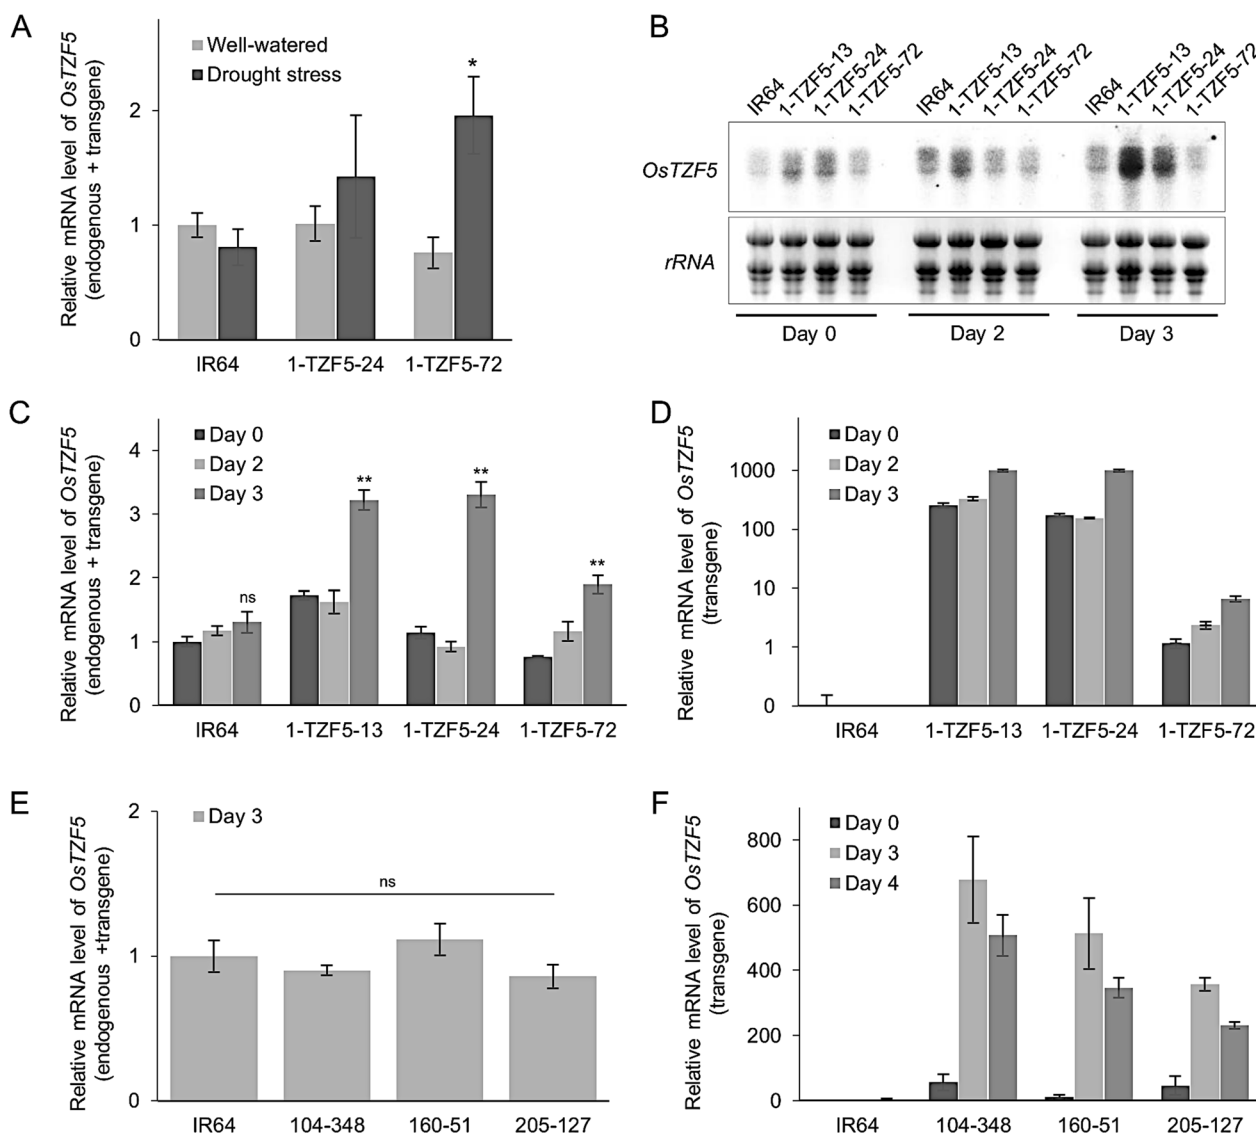 A
Relative mRNA level of OsTZF5
(endogenous + transgene)
Well-watered
Drought stress
*
2
1
0
IR64
1-TZF5-24
1-TZF5-72
B
IR64
1-TZF5-13
1-TZF5-24
1-TZF5-72
IR64
1-TZF5-13
1-TZF5-24
1-TZF5-72
IR64
1-TZF5-13
1-TZF5-24
1-TZF5-72
OsTZF5
rRNA
Day 0
Day 2
Day 3
C
Relative mRNA level of OsTZF5
(endogenous + transgene)
Day 0
Day 2
Day 3
4
3
2
1
0
ns
**
**
**
IR64
1-TZF5-13
1-TZF5-24
1-TZF5-72
D
Relative mRNA level of OsTZF5
(transgene)
Day 0
Day 2
Day 3
1000
100
10
1
0
IR64
1-TZF5-13
1-TZF5-24
1-TZF5-72
E
Relative mRNA level of OsTZF5
(endogenous +transgene)
Day 3
2
1
0
ns
IR64
104-348
160-51
205-127
F
Relative mRNA level of OsTZF5
(transgene)
Day 0
Day 3
Day 4
800
600
400
200
0
IR64
104-348
160-51
205-127